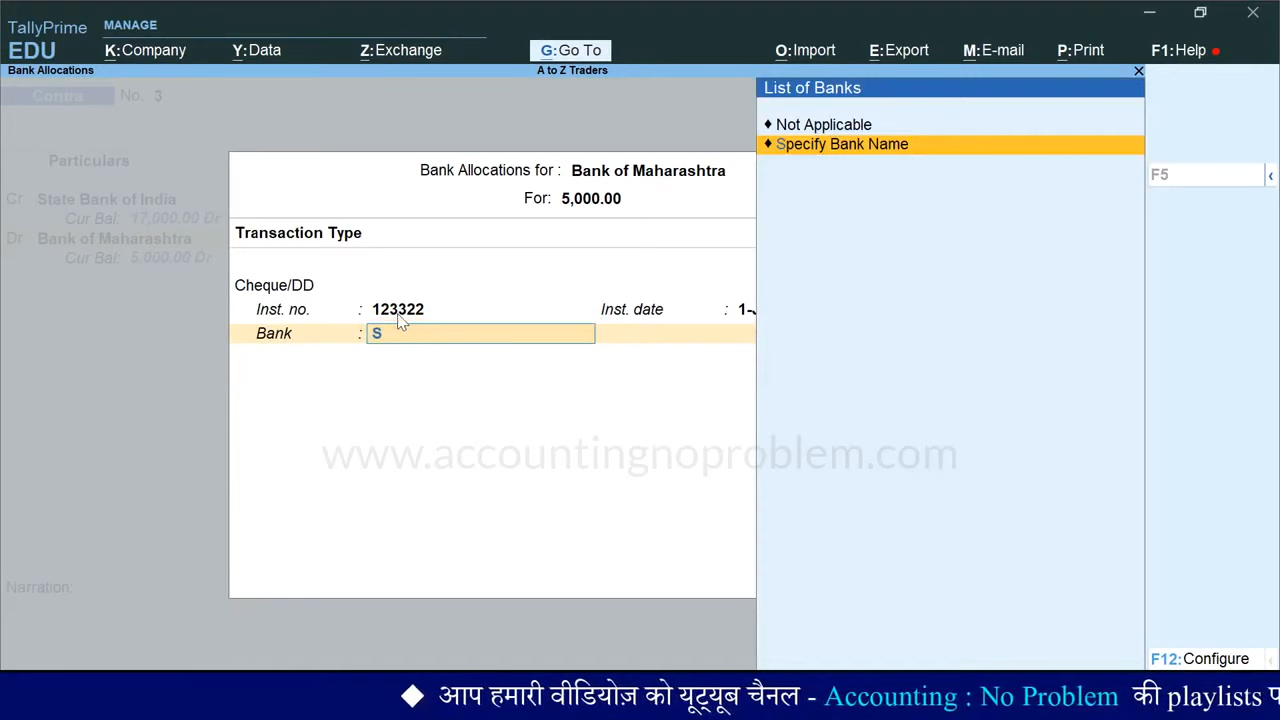 TallyPrime
MANAGE
EDU
K:Company
Y:Data
Z:Exchange
G:Go To
O:Import
E:Export
M:E-mail
P:Print
F1:Help
Bank Allocations
A to Z Traders
Contra No. 3
List of Banks
Not Applicable
Specify Bank Name
Particulars
Bank Allocations for : Bank of Maharashtra
For: 5,000.00
F5
Cr State Bank of India
Cur Bal: 17,000.00 Dr
Dr Bank of Maharashtra
Cur Bal: 5,000.00 Dr
Transaction Type
Cheque/DD
Inst. no. : 123322
Inst. date :
Bank : S
www.accountingnoproblem.com
Narration:
F12:Configure
आप हमारी वीडियोज़ को यूट्यूब चैनल - Accounting : No Problem की playlists